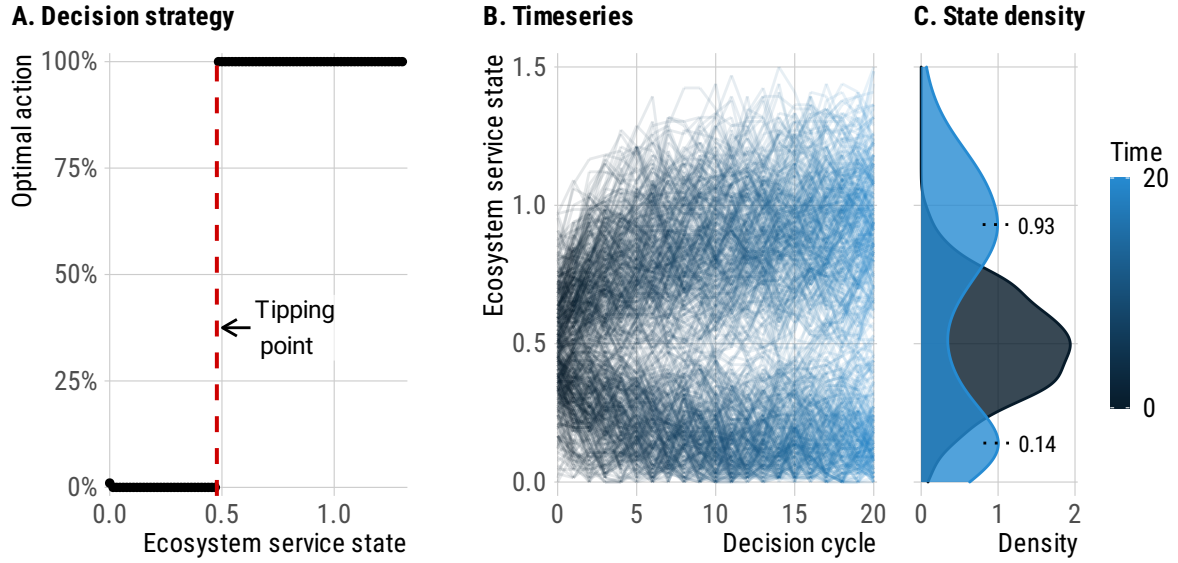 A. Decision strategy
Optimal action
100%
75%
50%
25%
0%
Tipping
point
0.0
0.5
1.0
Ecosystem service state
B. Timeseries
Ecosystem service state
1.5
1.0
0.5
0.0
0
5
10
15
20
Decision cycle
C. State density
0.93
0.14
0
1
2
Density
Time
20
0